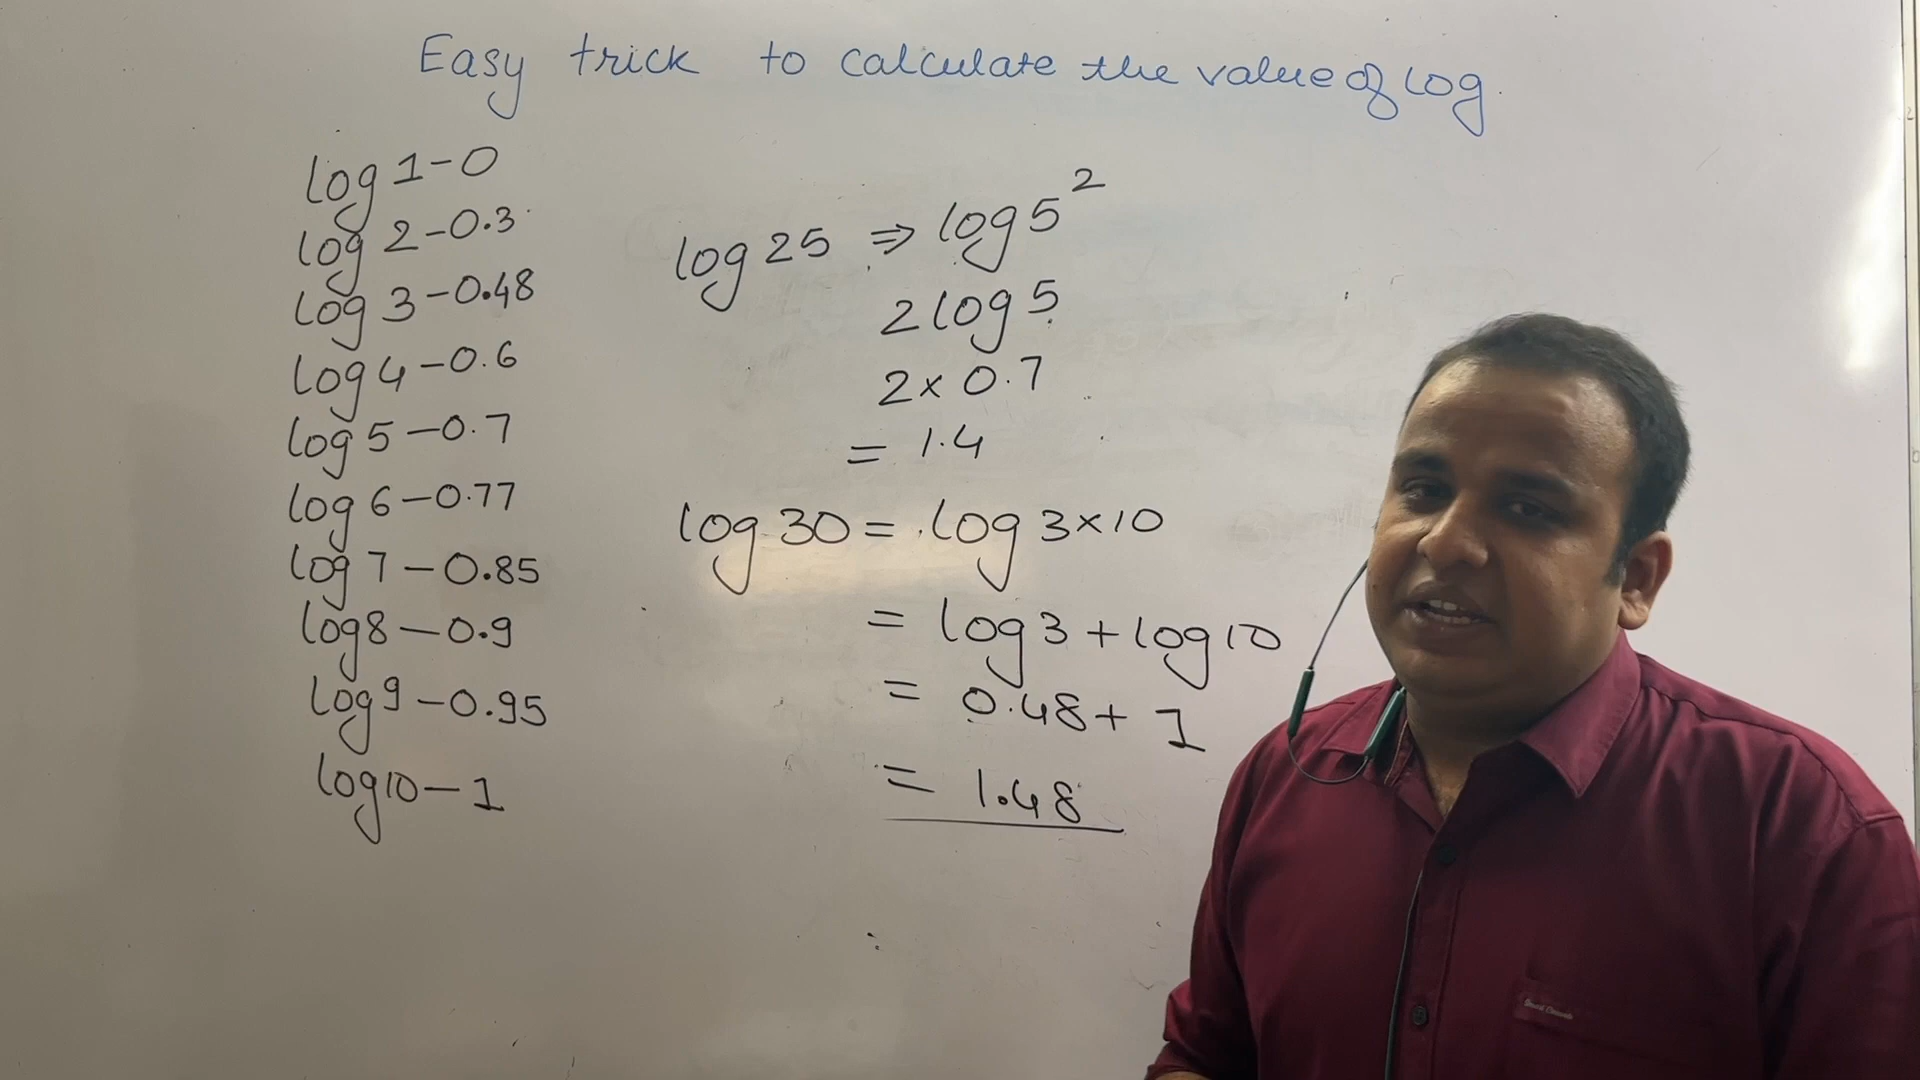 Easy trick to calculate the value of log
log 1 - 0
log 2 - 0.3
log 3 - 0.48
log 4 - 0.6
log 5 - 0.7
log 6 - 0.77
log 7 - 0.85
log 8 - 0.9
log 9 - 0.95
log 10 - 1
log 25 ⇒ log 5²
2 log 5
2 × 0.7
= 1.4
log 30 = log 3×10
= log 3 + log 10
= 0.48 + 1
= 1.48